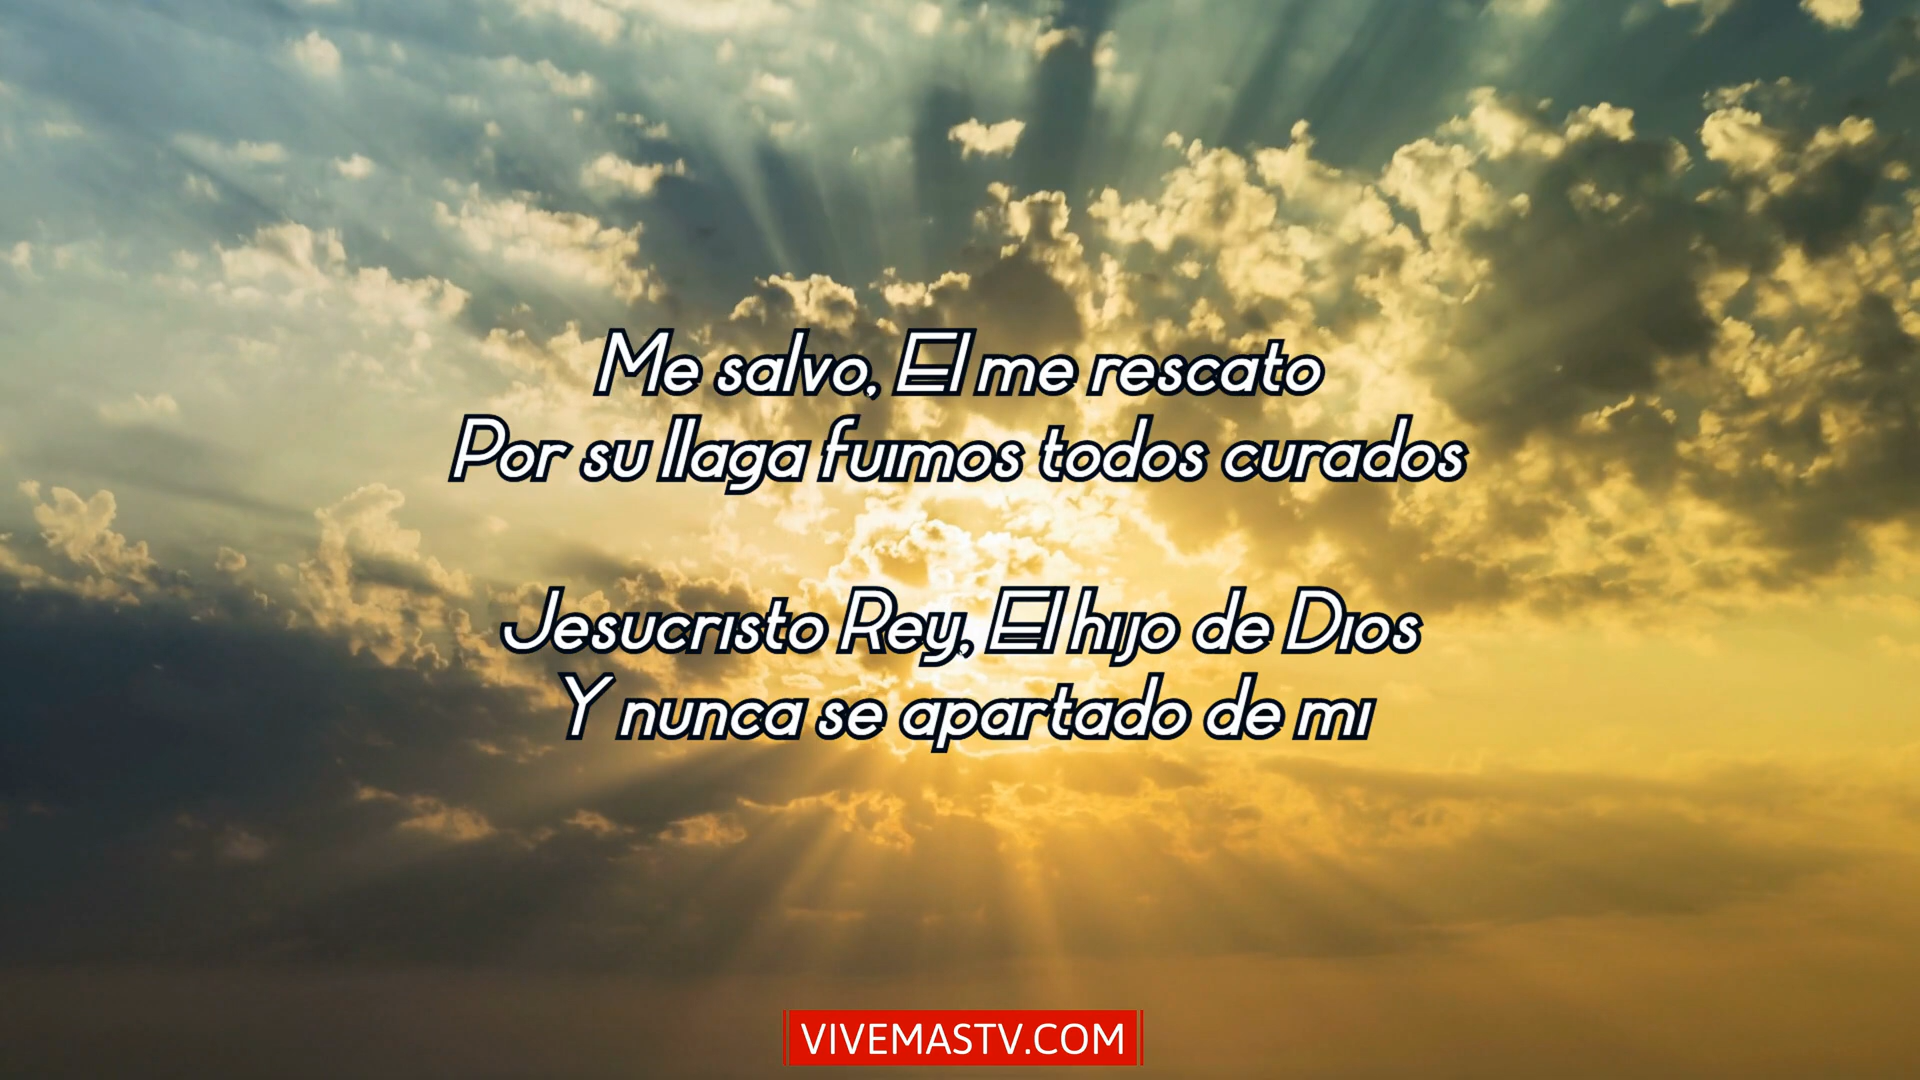 Me salvo, El me rescato
Por su llaga fuimos todos curados
Jesucristo Rey, El hijo de Dios
Y nunca se apartado de mi
VIVEMASTV.COM